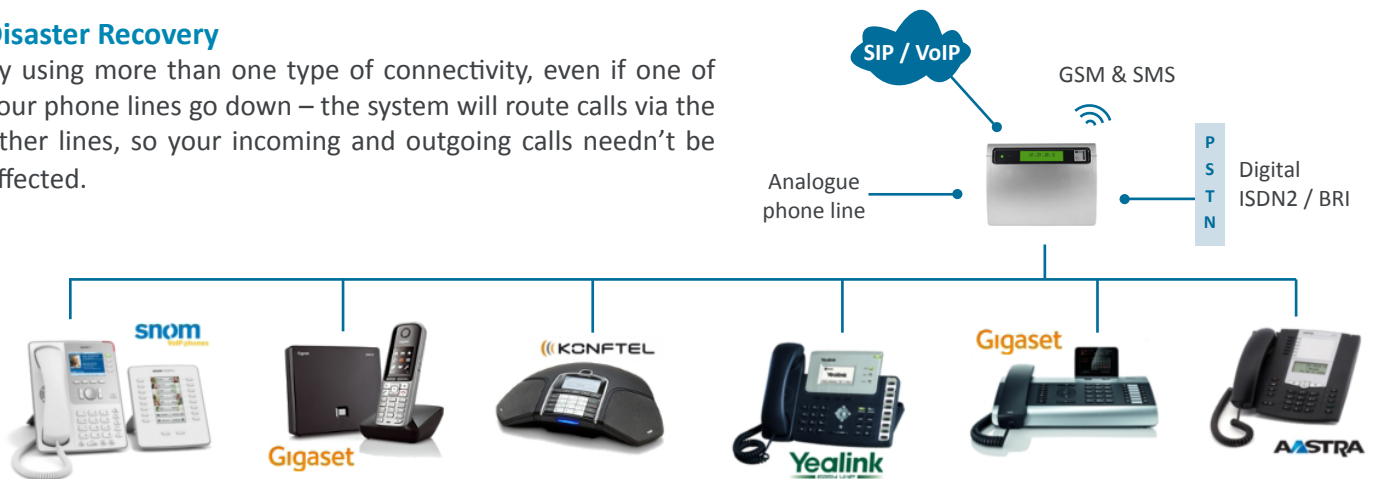 Disaster Recovery
y using more than one type of connectivity, even if one of
our phone lines go down – the system will route calls via the
ther lines, so your incoming and outgoing calls needn't be
ffected.
SIP / VoIP
GSM & SMS
Analogue
phone line
P
S
T
N
Digital
ISDN2 / BRI
snom
VoIP phones
Gigaset
KONFTEL
Yealink
Gigaset
AASTRA